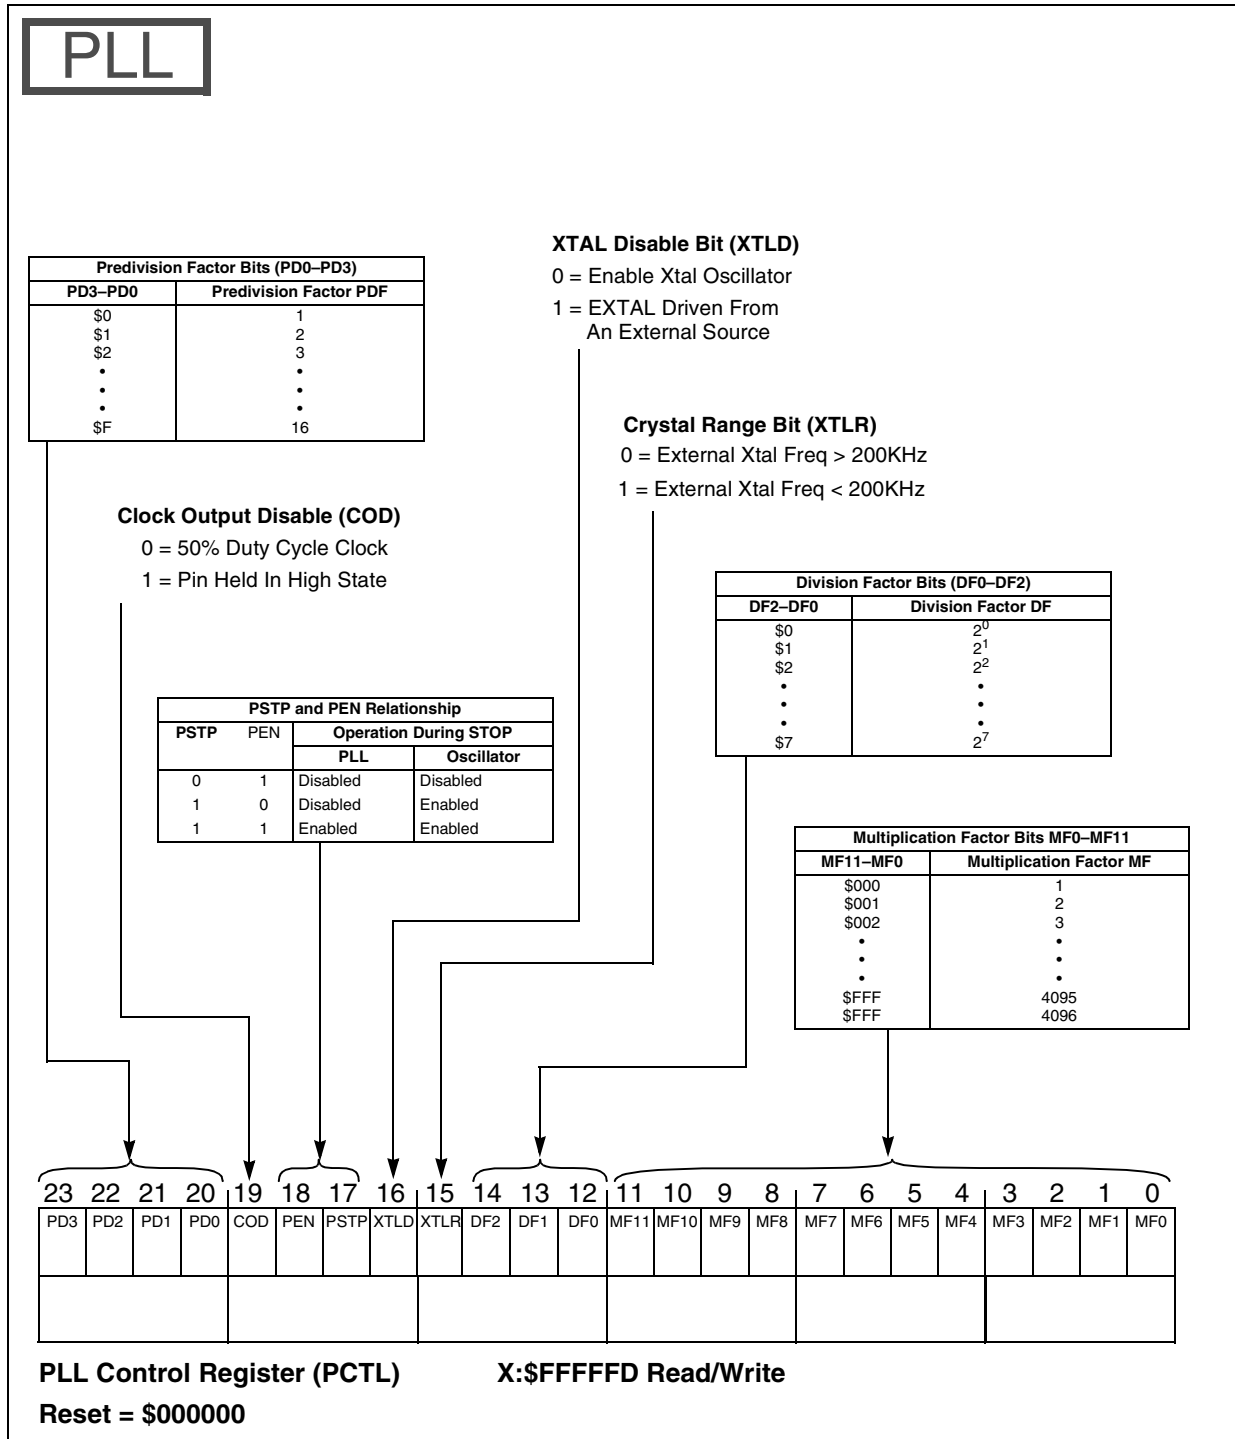 PLL
XTAL Disable Bit (XTLD)
0 = Enable Xtal Oscillator
1 = EXTAL Driven From
An External Source
Predivision Factor Bits (PD0–PD3)
PD3–PD0 Predivision Factor PDF
$0 1
$1 2
$2 3
• •
• •
• •
$F 16
Crystal Range Bit (XTLR)
0 = External Xtal Freq > 200KHz
1 = External Xtal Freq < 200KHz
Clock Output Disable (COD)
0 = 50% Duty Cycle Clock
1 = Pin Held In High State
Division Factor Bits (DF0–DF2)
DF2–DF0 Division Factor DF
$0 2^0
$1 2^1
$2 2^2
• •
• •
• •
$7 2^7
PSTP and PEN Relationship
PSTP PEN Operation During STOP
PLL Oscillator
0 1 Disabled Disabled
1 0 Disabled Enabled
1 1 Enabled Enabled
Multiplication Factor Bits MF0–MF11
MF11–MF0 Multiplication Factor MF
$000 1
$001 2
$002 3
• •
• •
• •
$FFF 4095
$FFF 4096
23 22 21 20 19 18 17 16 15 14 13 12 11 10 9 8 7 6 5 4 3 2 1 0
PD3 PD2 PD1 PD0 COD PEN PSTP XTLD XTLR DF2 DF1 DF0 MF11 MF10 MF9 MF8 MF7 MF6 MF5 MF4 MF3 MF2 MF1 MF0
PLL Control Register (PCTL) X:$FFFFFD Read/Write
Reset = $000000